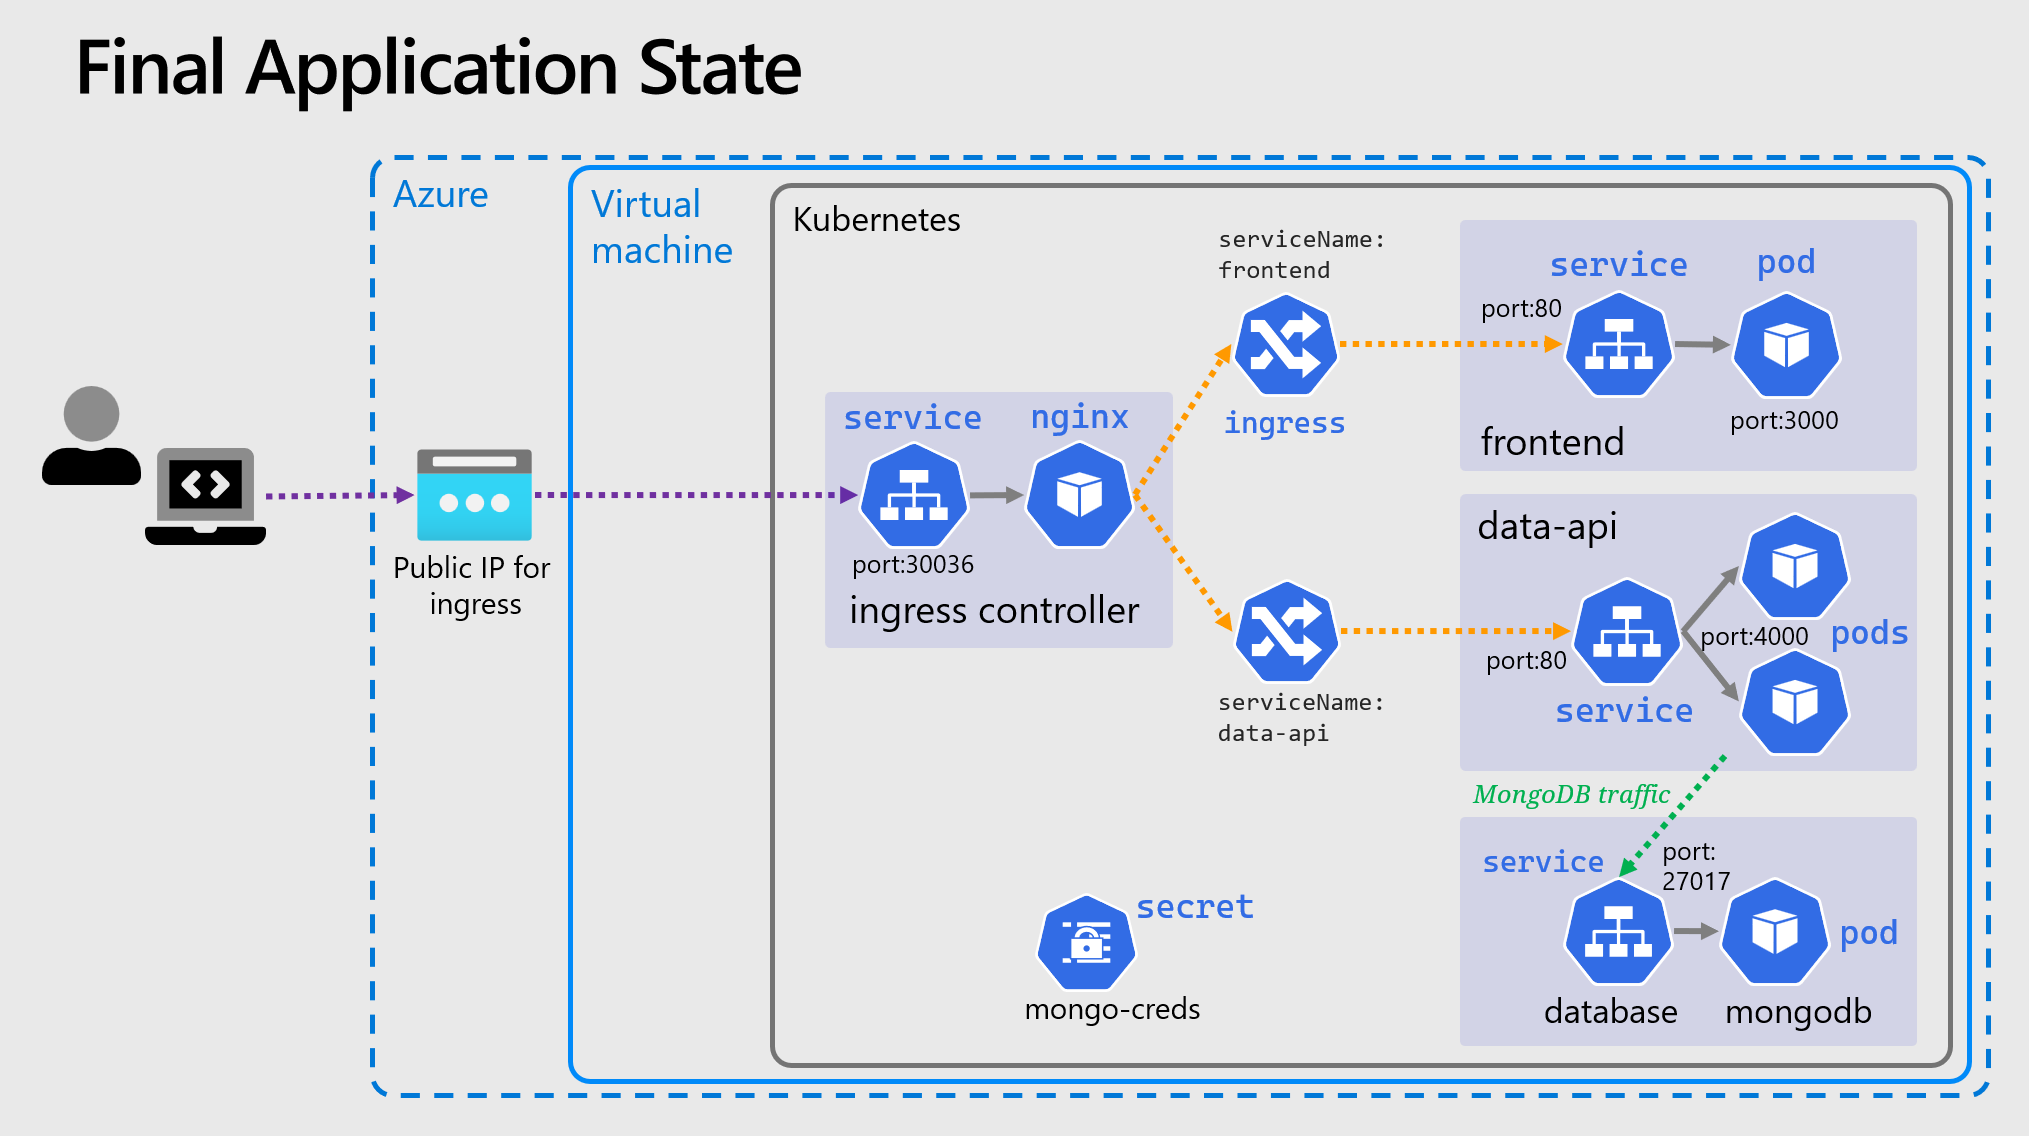 Final Application State
Azure
Virtual
machine
Kubernetes
serviceName:
frontend
ingress
service
pod
port:80
port:3000
frontend
service
nginx
port:30036
ingress controller
Public IP for
ingress
data-api
port:80
port:4000
pods
service
serviceName:
data-api
MongoDB traffic
service
port:
27017
pod
database
mongodb
secret
mongo-creds